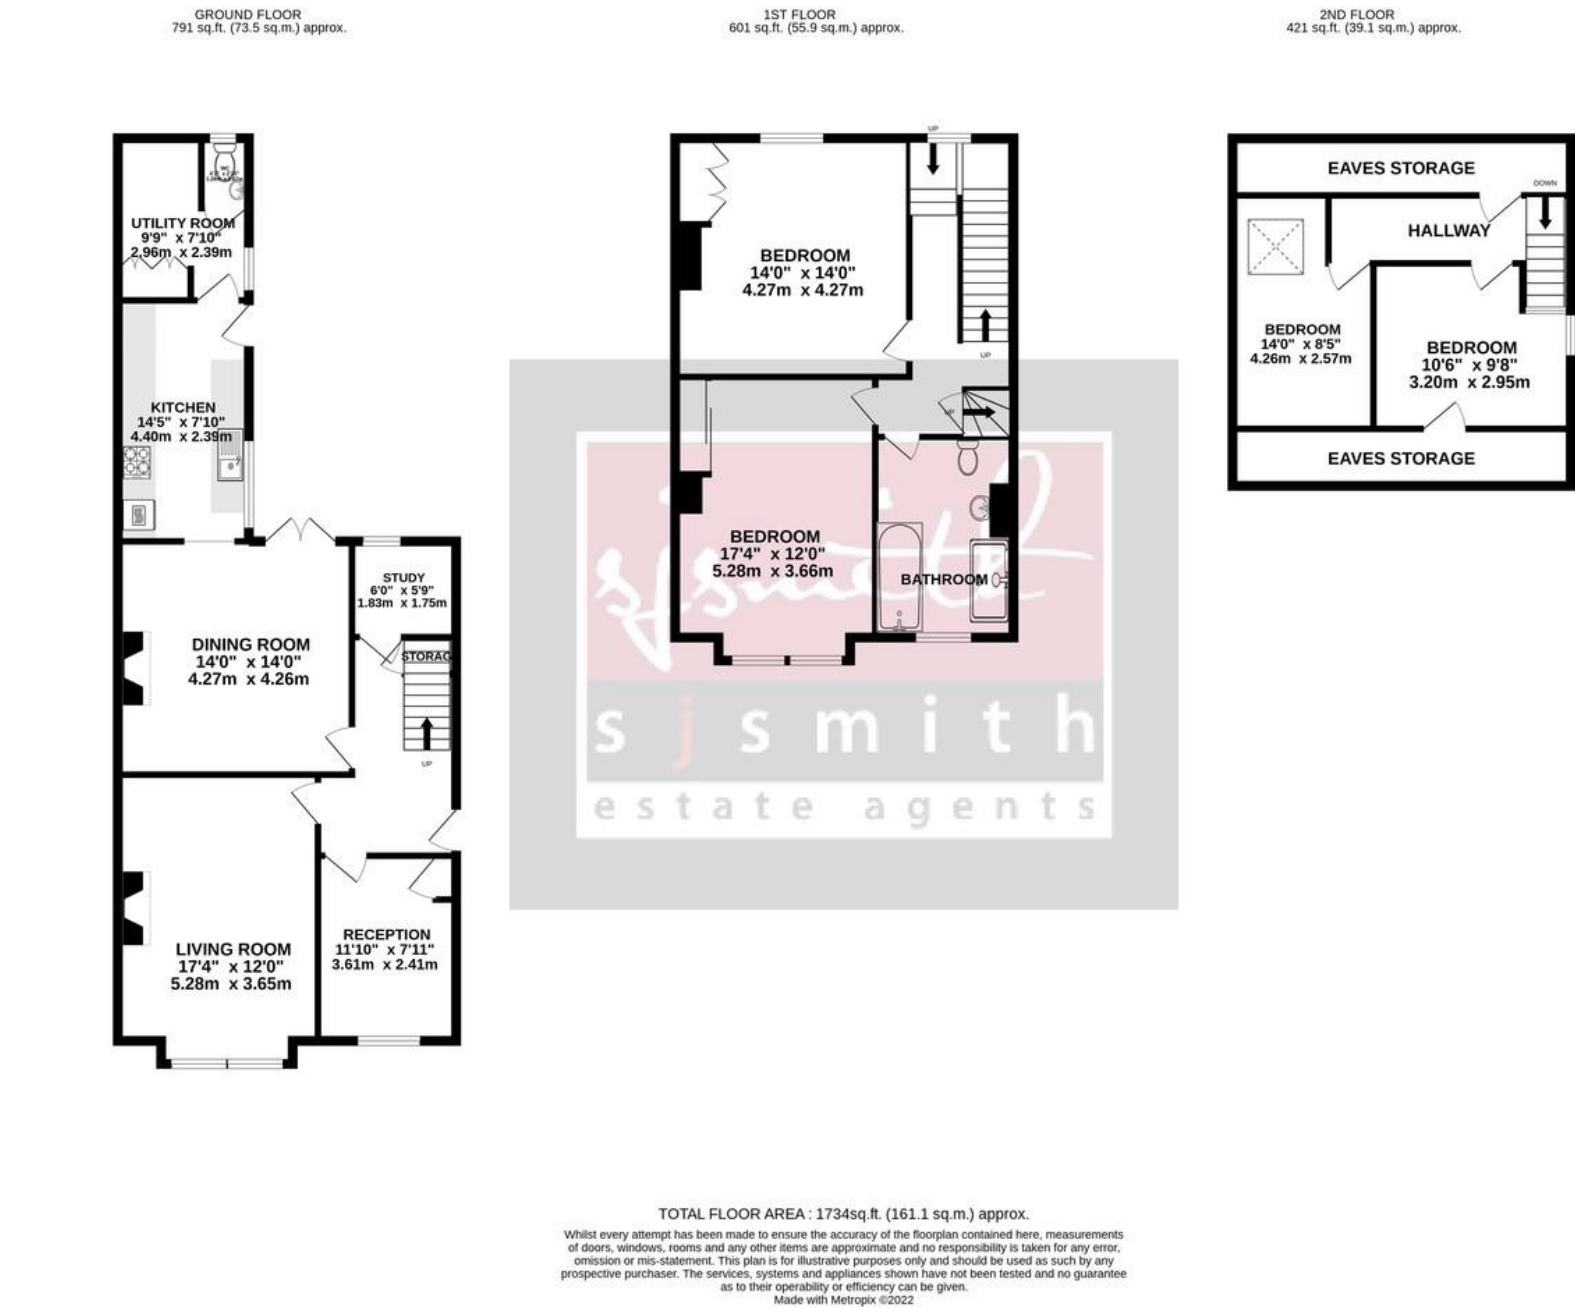 GROUND FLOOR
791 sq.ft. (73.5 sq.m.) approx.
1ST FLOOR
601 sq.ft. (55.9 sq.m.) approx.
2ND FLOOR
421 sq.ft. (39.1 sq.m.) approx.
WC
UTILITY ROOM
9'9" x 7'10"
2.96m x 2.39m
KITCHEN
14'5" x 7'10"
4.40m x 2.39m
STUDY
6'0" x 5'9"
1.83m x 1.75m
DINING ROOM
14'0" x 14'0"
4.27m x 4.26m
STORAG
UP
LIVING ROOM
17'4" x 12'0"
5.28m x 3.65m
RECEPTION
11'10" x 7'11"
3.61m x 2.41m
UP
BEDROOM
14'0" x 14'0"
4.27m x 4.27m
UP
UP
BEDROOM
17'4" x 12'0"
5.28m x 3.66m
BATHROOM
sjsmith
sjsmith
estate agents
EAVES STORAGE
DOWN
HALLWAY
BEDROOM
14'0" x 8'5"
4.26m x 2.57m
BEDROOM
10'6" x 9'8"
3.20m x 2.95m
EAVES STORAGE
TOTAL FLOOR AREA : 1734sq.ft. (161.1 sq.m.) approx.
Whilst every attempt has been made to ensure the accuracy of the floorplan contained here, measurements
of doors, windows, rooms and any other items are approximate and no responsibility is taken for any error,
omission or mis-statement. This plan is for illustrative purposes only and should be used as such by any
prospective purchaser. The services, systems and appliances shown have not been tested and no guarantee
as to their operability or efficiency can be given.
Made with Metropix ©2022